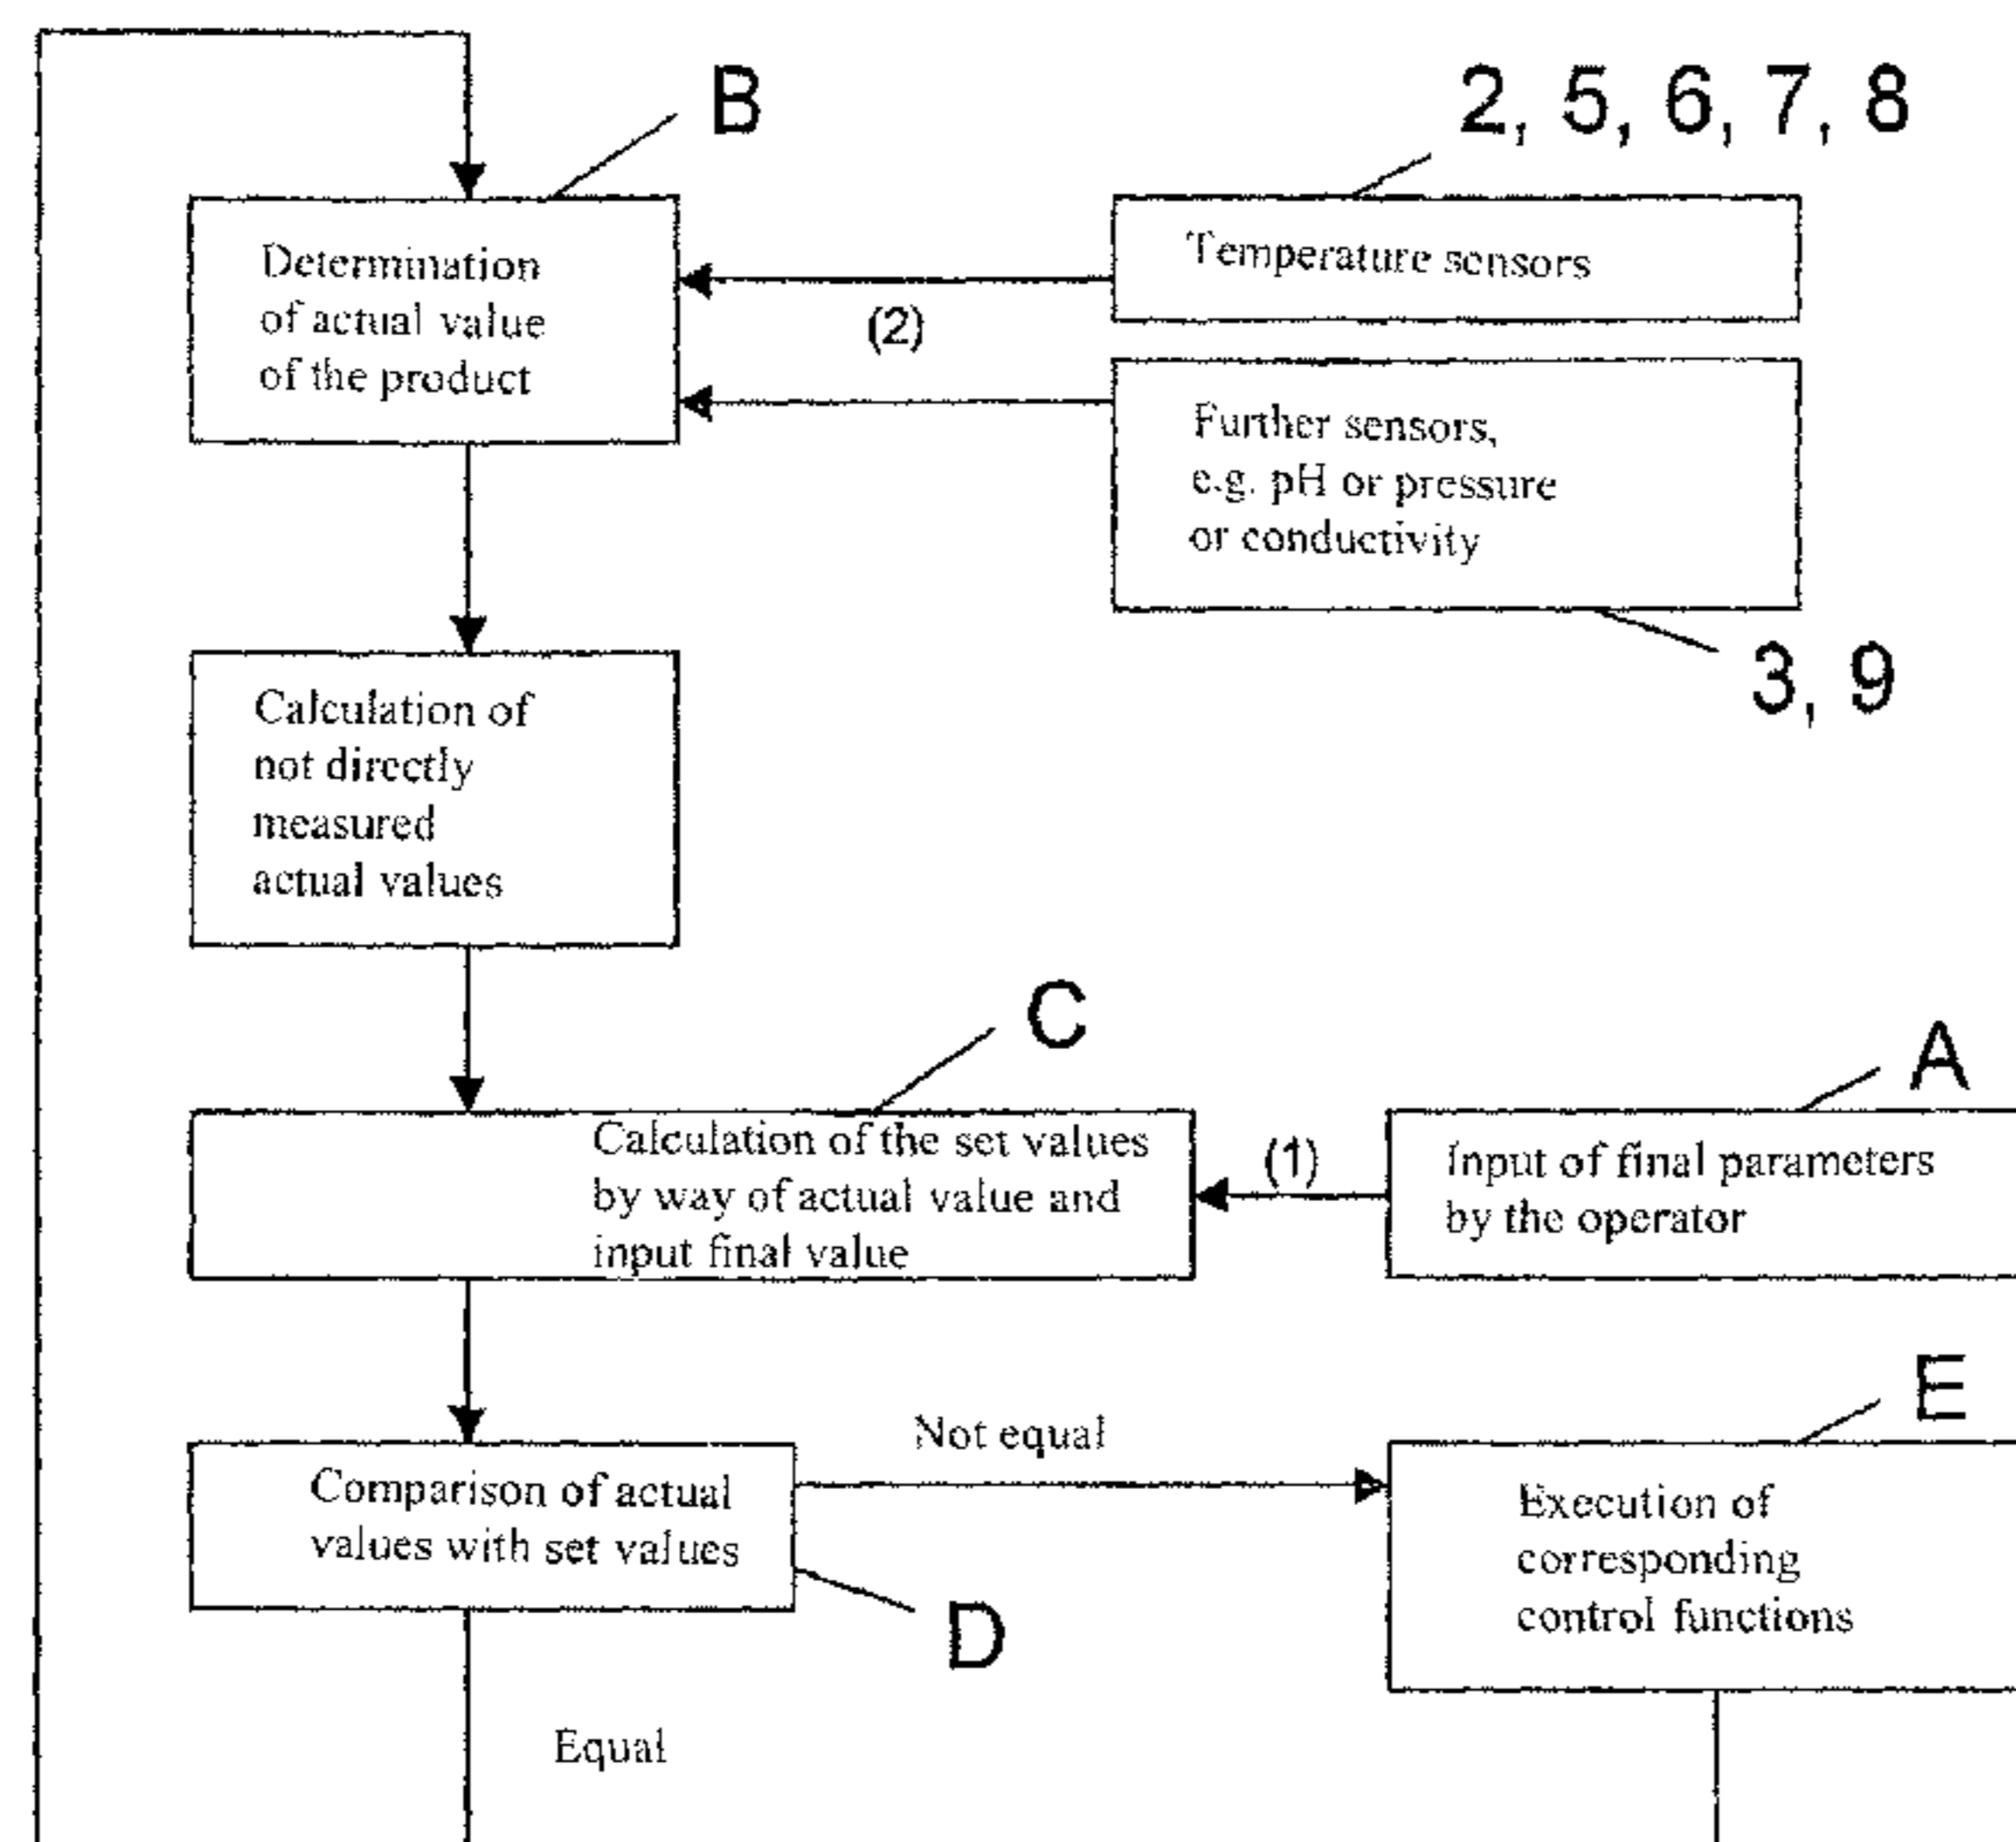 B
2, 5, 6, 7, 8
Determination
of actual value
of the product
Temperature sensors
(2)
Further sensors,
e.g. pH or pressure
or conductivity
3, 9
Calculation of
not directly
measured
actual values
C
A
Calculation of the set values
by way of actual value and
input final value
(1)
Input of final parameters
by the operator
E
Not equal
Comparison of actual
values with set values
D
Execution of
corresponding
control functions
Equal